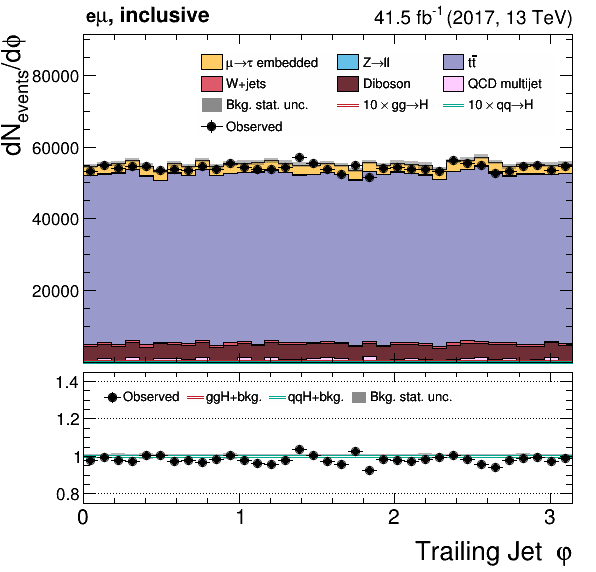 eμ, inclusive 41.5 fb⁻¹ (2017, 13 TeV)
dN_events/dϕ
80000
60000
40000
20000
μ→τ embedded Z→ll tt̄
W+jets Diboson QCD multijet
Bkg. stat. unc. 10 × gg→H 10 × qq→H
Observed
1.4
1.2
1
0.8
Observed ggH+bkg. qqH+bkg. Bkg. stat. unc.
0 1 2 3
Trailing Jet φ